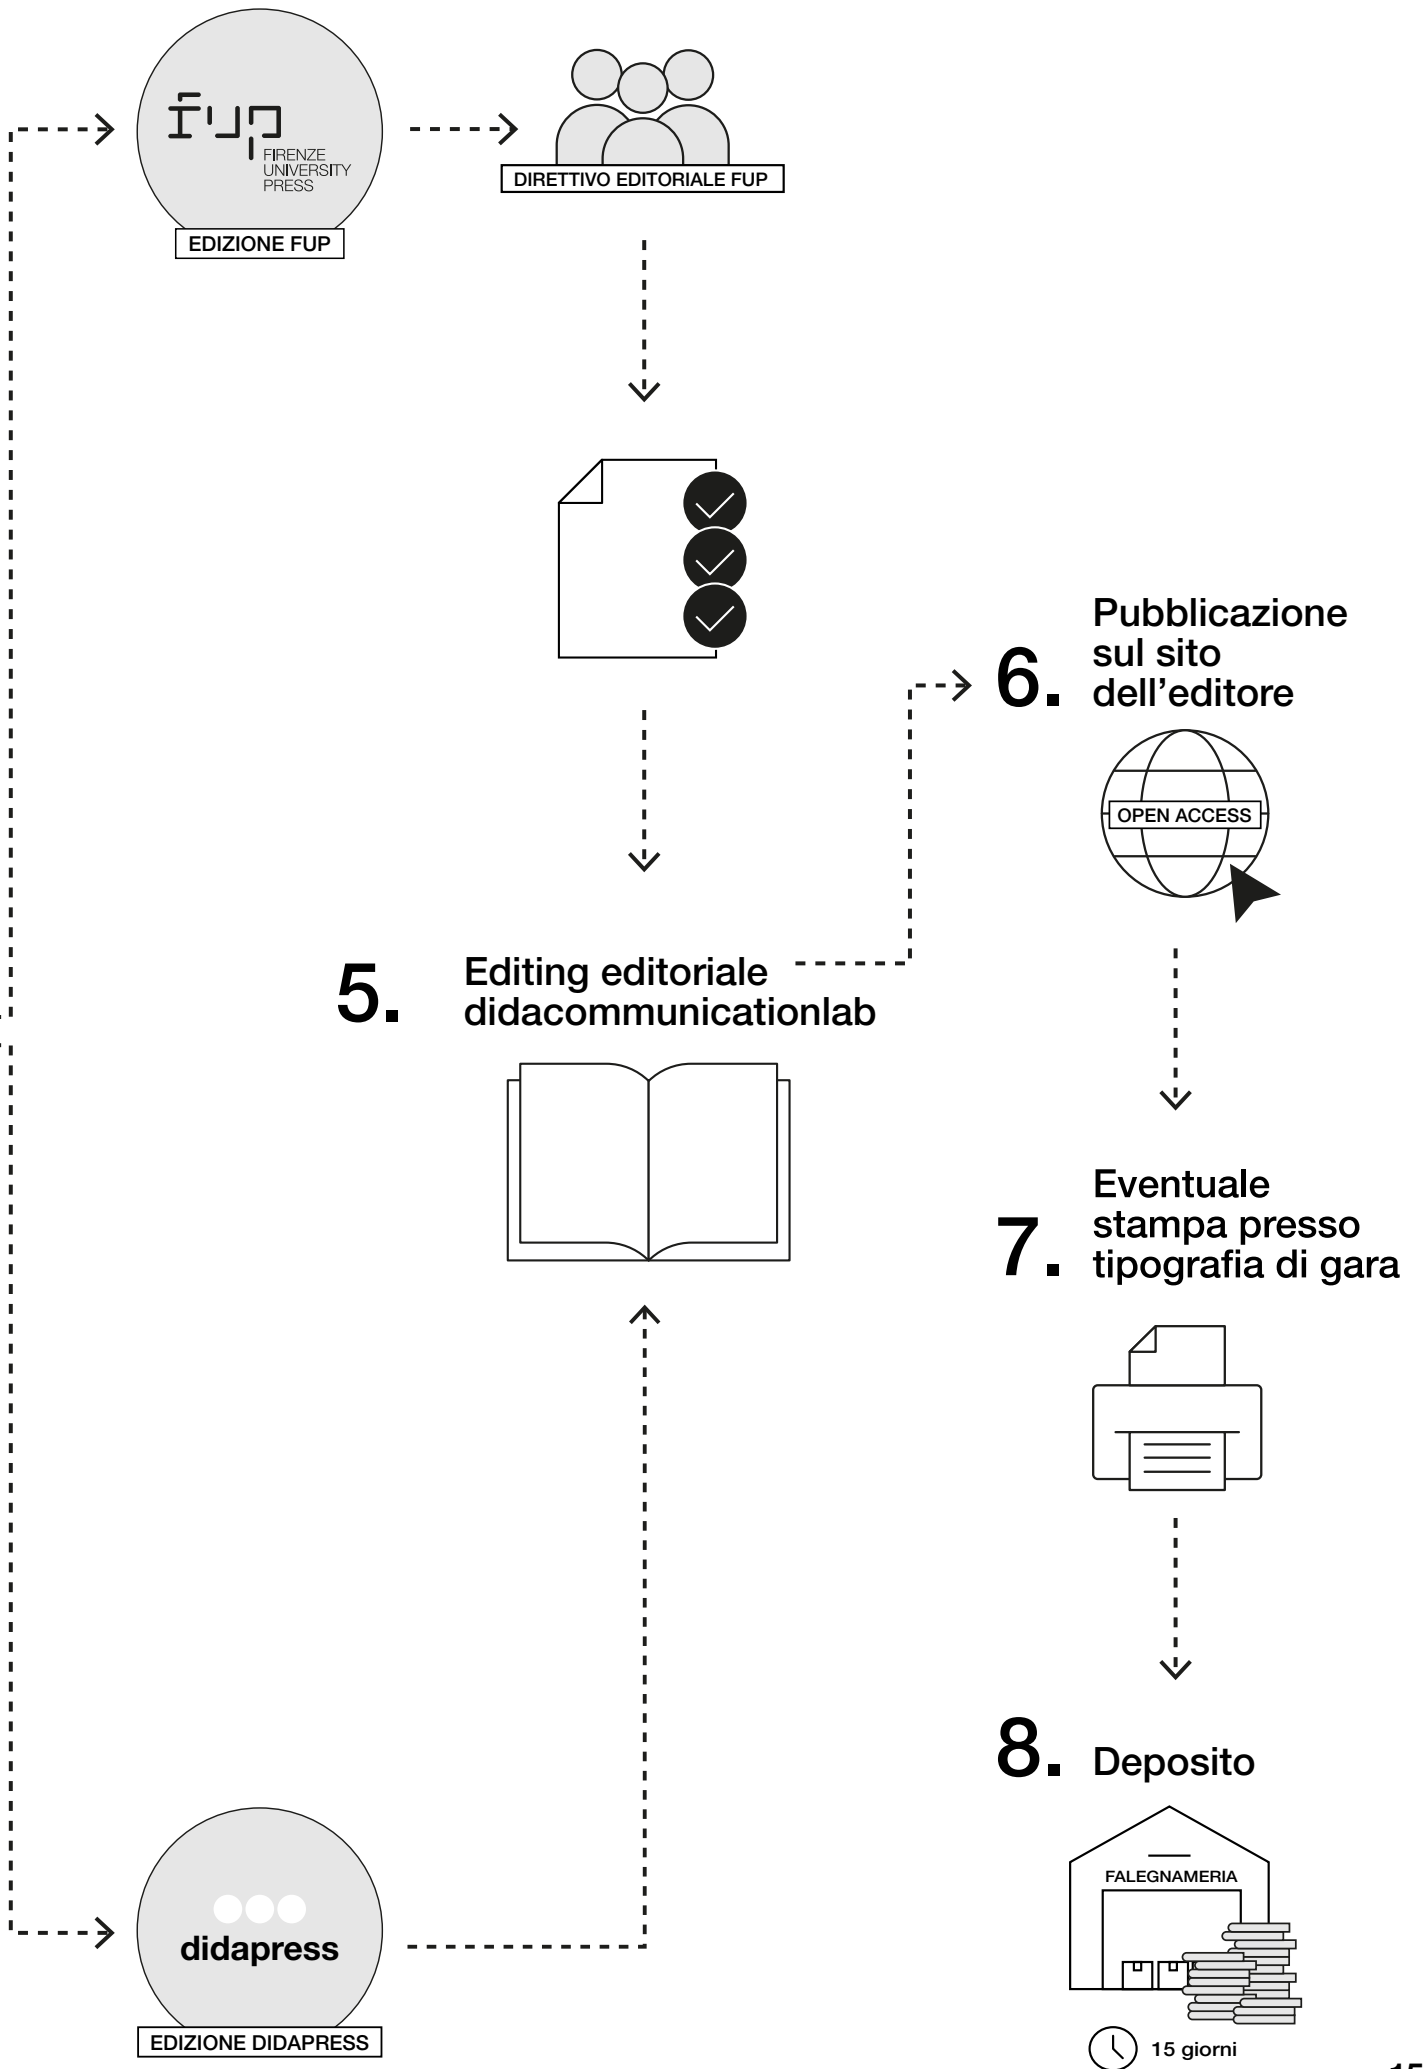 fup
FIRENZE
UNIVERSITY
PRESS
EDIZIONE FUP
DIRETTIVO EDITORIALE FUP
5.
Editing editoriale
didacommunicationlab
6.
Pubblicazione
sul sito
dell’editore
OPEN ACCESS
7.
Eventuale
stampa presso
tipografia di gara
8.
Deposito
FALEGNAMERIA
15 giorni
didapress
EDIZIONE DIDAPRESS